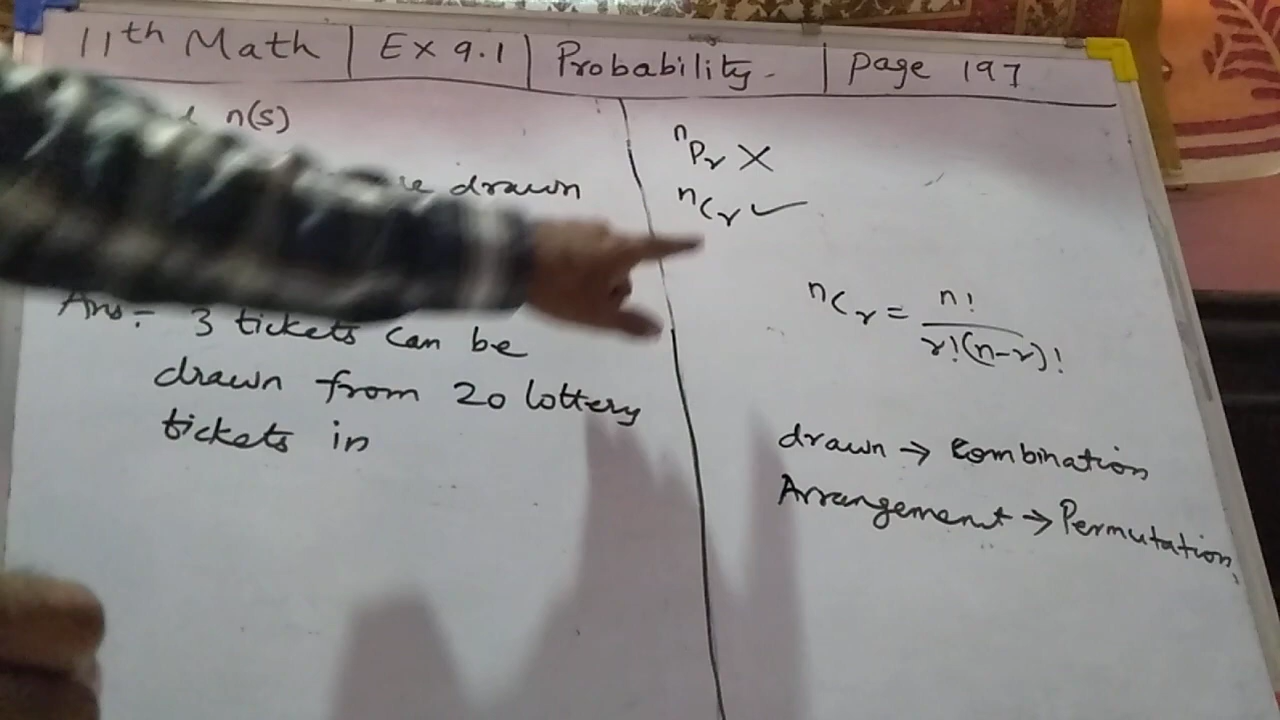 11th Math | Ex 9.1 | Probability. | page 197
n(s)
drawn
Ans:- 3 tickets can be
drawn from 20 lottery
tickets in
nPr ✗
nCr ✓
nCr = n! / r!(n-r)!
drawn → Combination
Arrangement → Permutation.